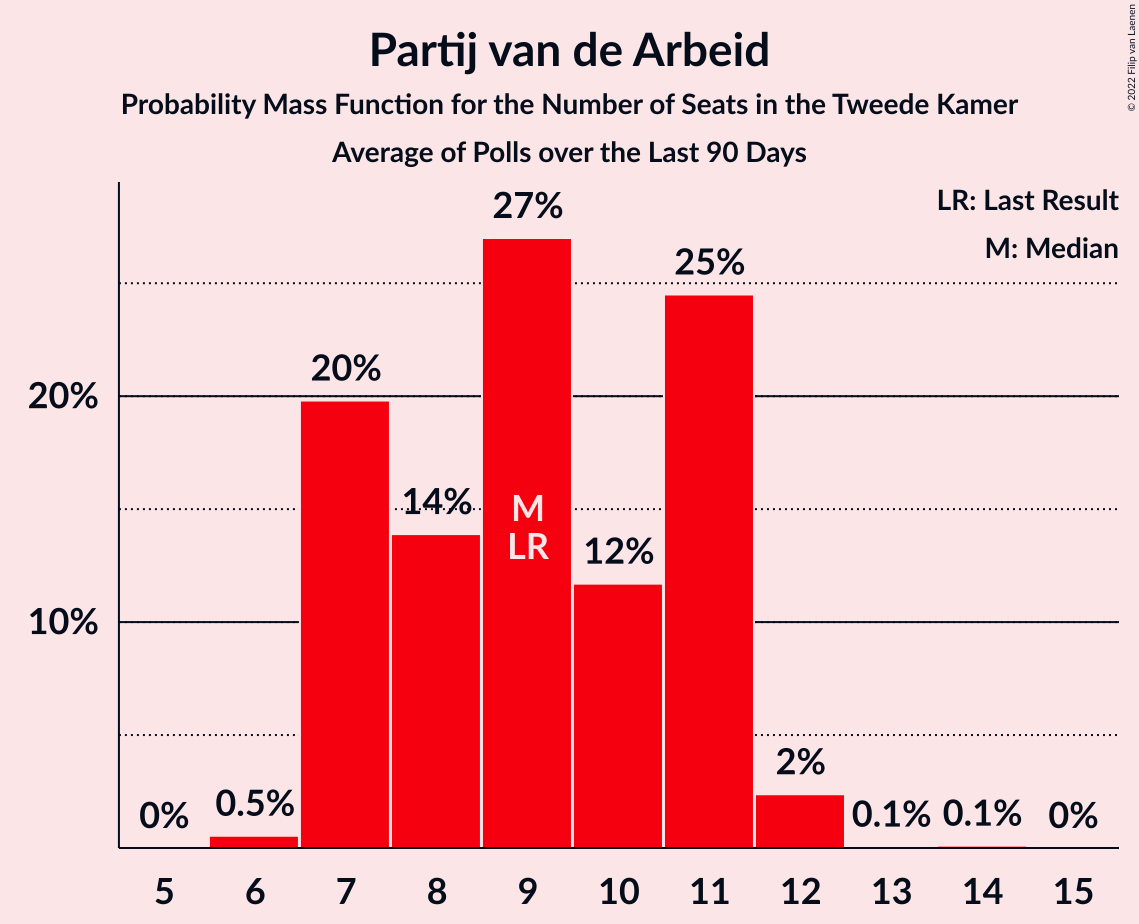 Partij van de Arbeid
Probability Mass Function for the Number of Seats in the Tweede Kamer
Average of Polls over the Last 90 Days
© 2022 Filip van Laenen
LR: Last Result
M: Median
27%
25%
20%
20%
14%
M
LR
12%
10%
2%
0%
0.5%
0.1%
0.1%
0%
5 6 7 8 9 10 11 12 13 14 15